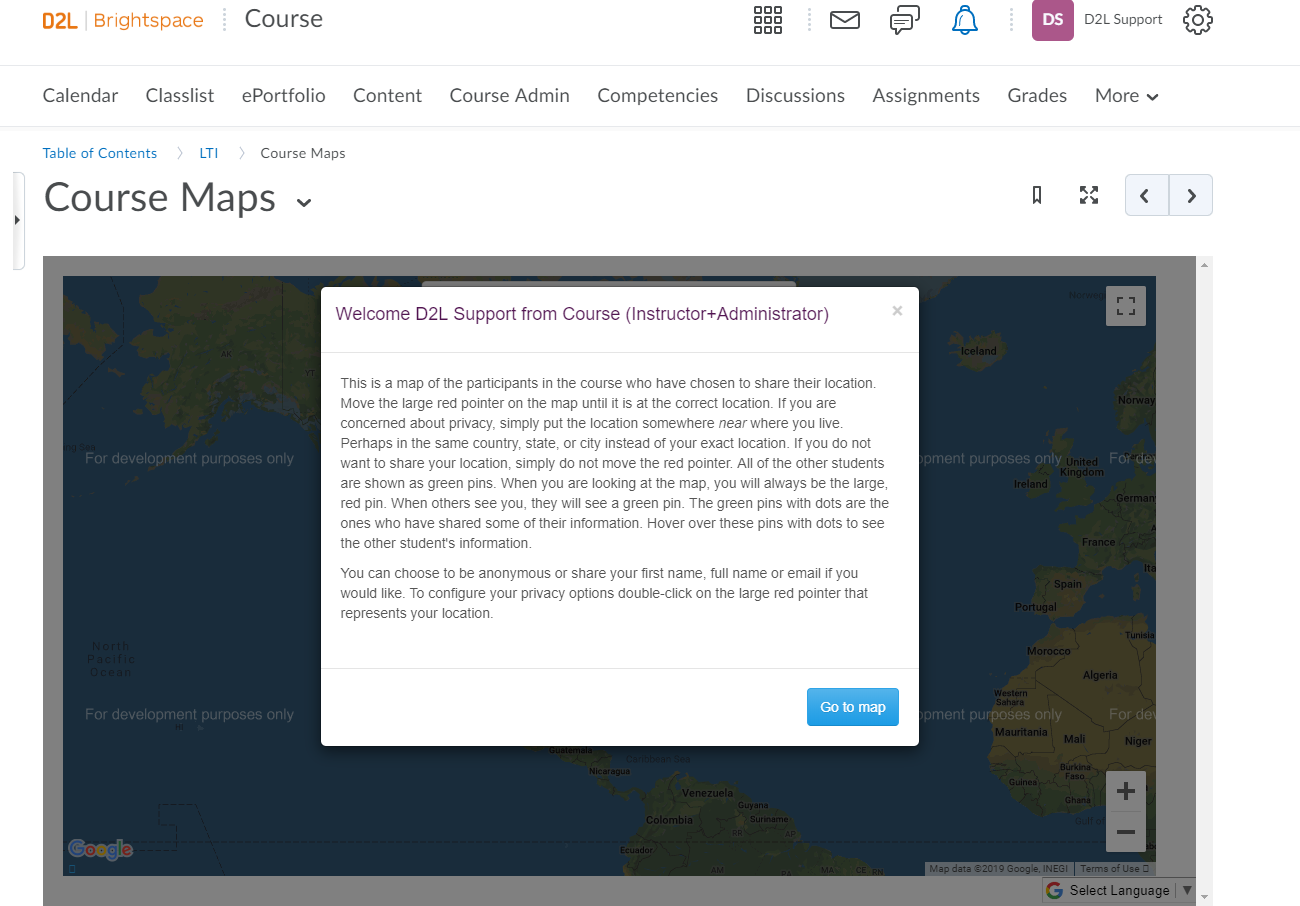 D2L Brightspace Course DS D2L Support
Calendar Classlist ePortfolio Content Course Admin Competencies Discussions Assignments Grades More
Table of Contents LTI Course Maps
Course Maps
Welcome D2L Support from Course (Instructor+Administrator) ×
This is a map of the participants in the course who have chosen to share their location.
Move the large red pointer on the map until it is at the correct location. If you are
concerned about privacy, simply put the location somewhere near where you live.
Perhaps in the same country, state, or city instead of your exact location. If you do not
want to share your location, simply do not move the red pointer. All of the other students
are shown as green pins. When you are looking at the map, you will always be the large,
red pin. When others see you, they will see a green pin. The green pins with dots are the
ones who have shared some of their information. Hover over these pins with dots to see
the other student's information.
You can choose to be anonymous or share your first name, full name or email if you
would like. To configure your privacy options double-click on the large red pointer that
represents your location.
Go to map
AK
YT
Iceland
Norway
For development purposes only
pment purposes only
For dev
United
Kingdom
Ireland
German
France
Ita
Spain
Portugal
Tunisia
Morocco
Algeria
North
Pacific
Ocean
Western
Sahara
For development purposes only
pment purposes only
For dev
HI
Mauritania
Mali
Niger
Guatemala
Caribbean Sea
Nicaragua
Burkina
Faso
Guinea
Ghana
Gulf of
Venezuela
Guyana
Suriname
Colombia
RR
AP
Ecuador
AM
PA
MA
CE
RN
Google
Map data ©2019 Google, INEGI Terms of Use
Select Language